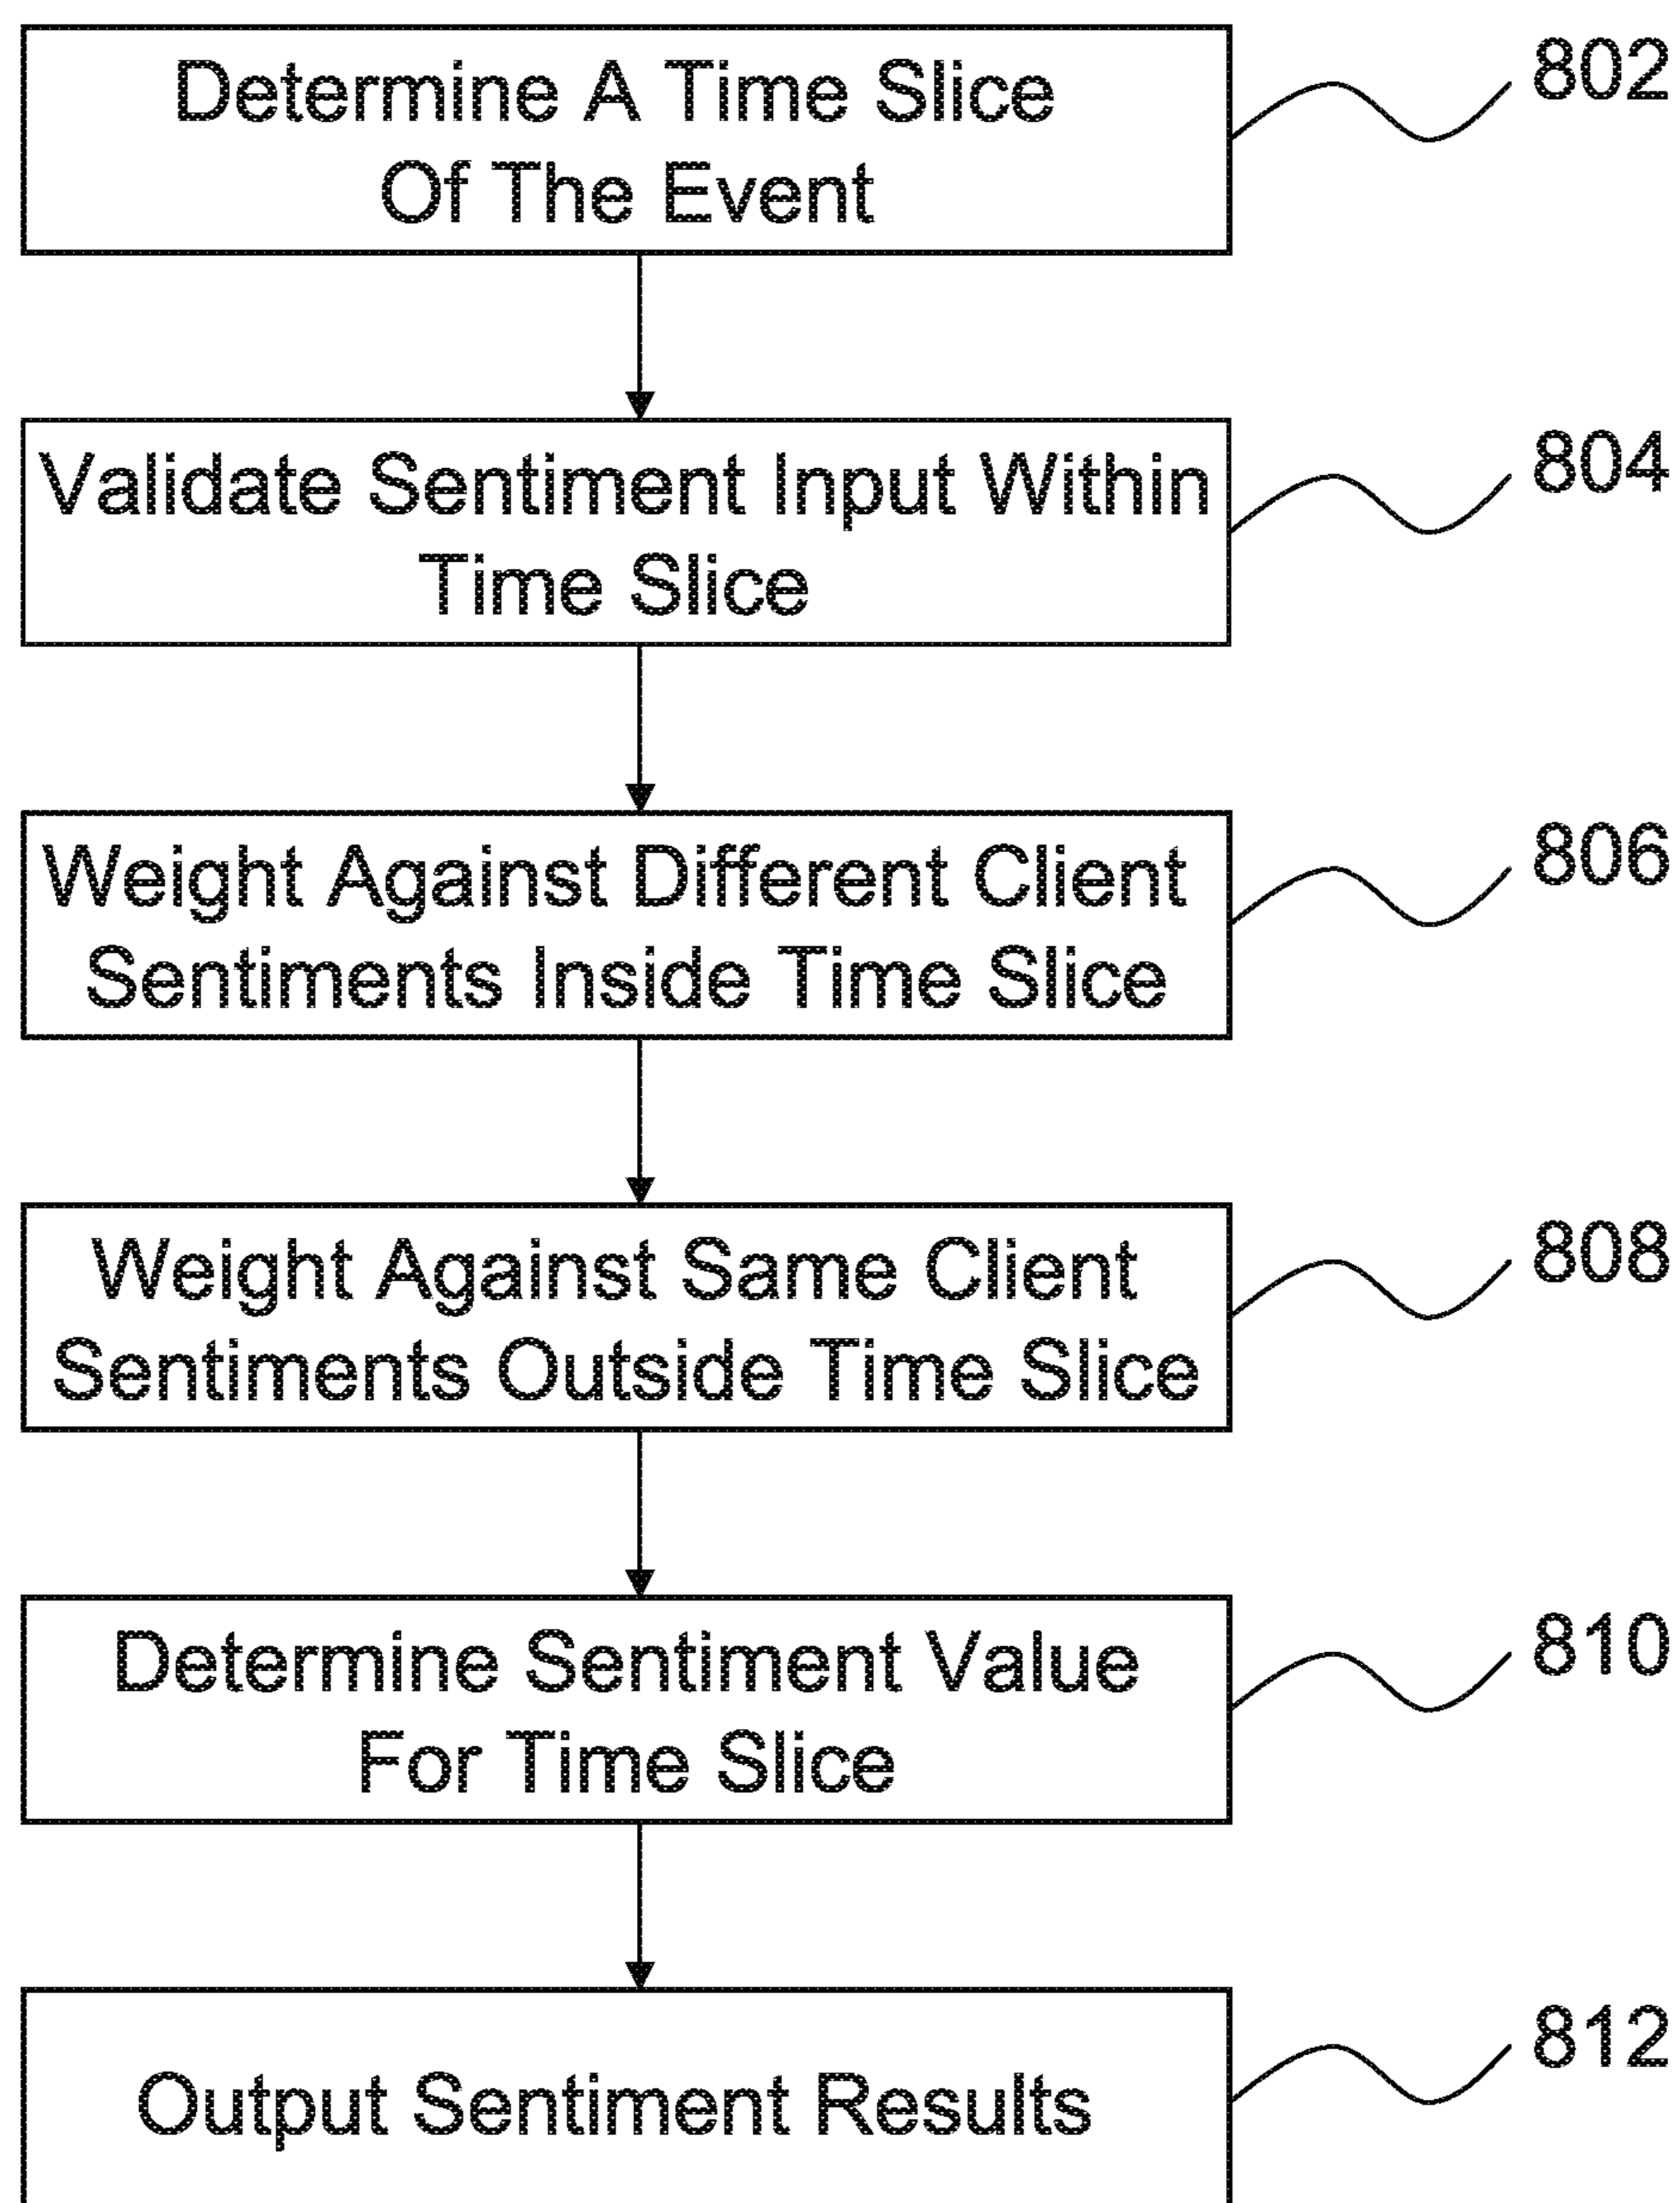 Determine A Time Slice
Of The Event
802
Validate Sentiment Input Within
Time Slice
804
Weight Against Different Client
Sentiments Inside Time Slice
806
Weight Against Same Client
Sentiments Outside Time Slice
808
Determine Sentiment Value
For Time Slice
810
Output Sentiment Results
812